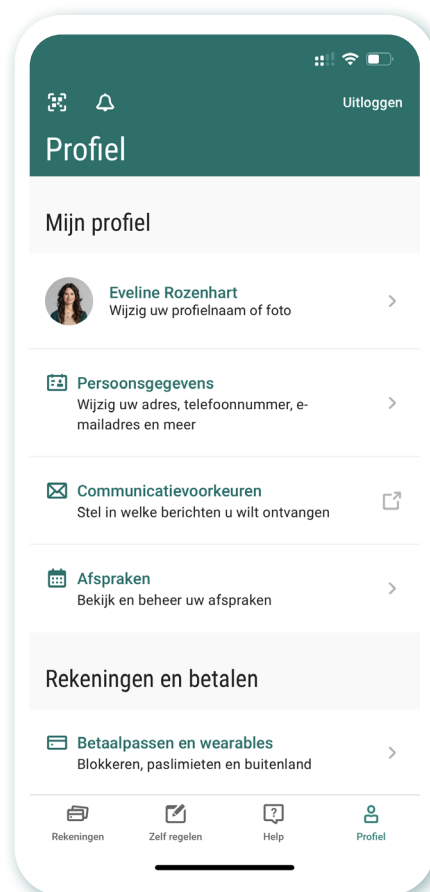 Uitloggen
Profiel
Mijn profiel
Eveline Rozenhart
Wijzig uw profielnaam of foto
Persoonsgegevens
Wijzig uw adres, telefoonnummer, e-
mailadres en meer
Communicatievoorkeuren
Stel in welke berichten u wilt ontvangen
Afspraken
Bekijk en beheer uw afspraken
Rekeningen en betalen
Betaalpassen en wearables
Blokkeren, paslimieten en buitenland
Rekeningen Zelf regelen Help Profiel